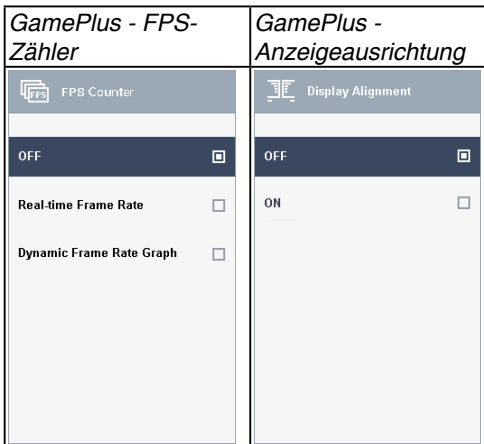 GamePlus - FPS-
Zähler
GamePlus -
Anzeigeausrichtung
FPS
FPS Counter
OFF
Real-time Frame Rate
Dynamic Frame Rate Graph
Display Alignment
OFF
ON